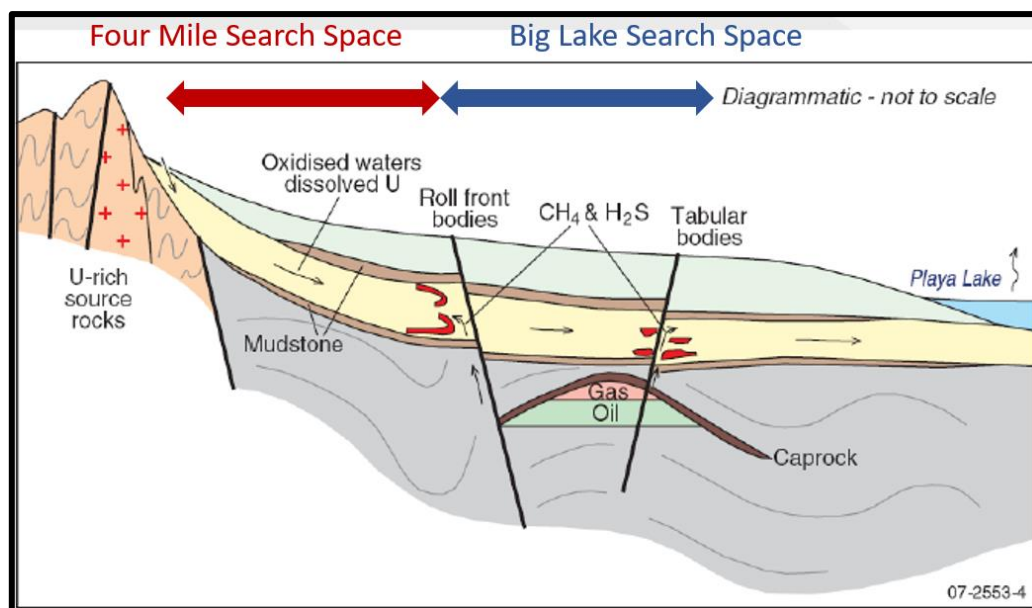 Four Mile Search Space
Big Lake Search Space
Diagrammatic - not to scale
Oxidised waters
dissolved U
Roll front
bodies
CH₄ & H₂S
Tabular
bodies
U-rich
source
rocks
Mudstone
Playa Lake
Gas
Oil
Caprock
07-2553-4